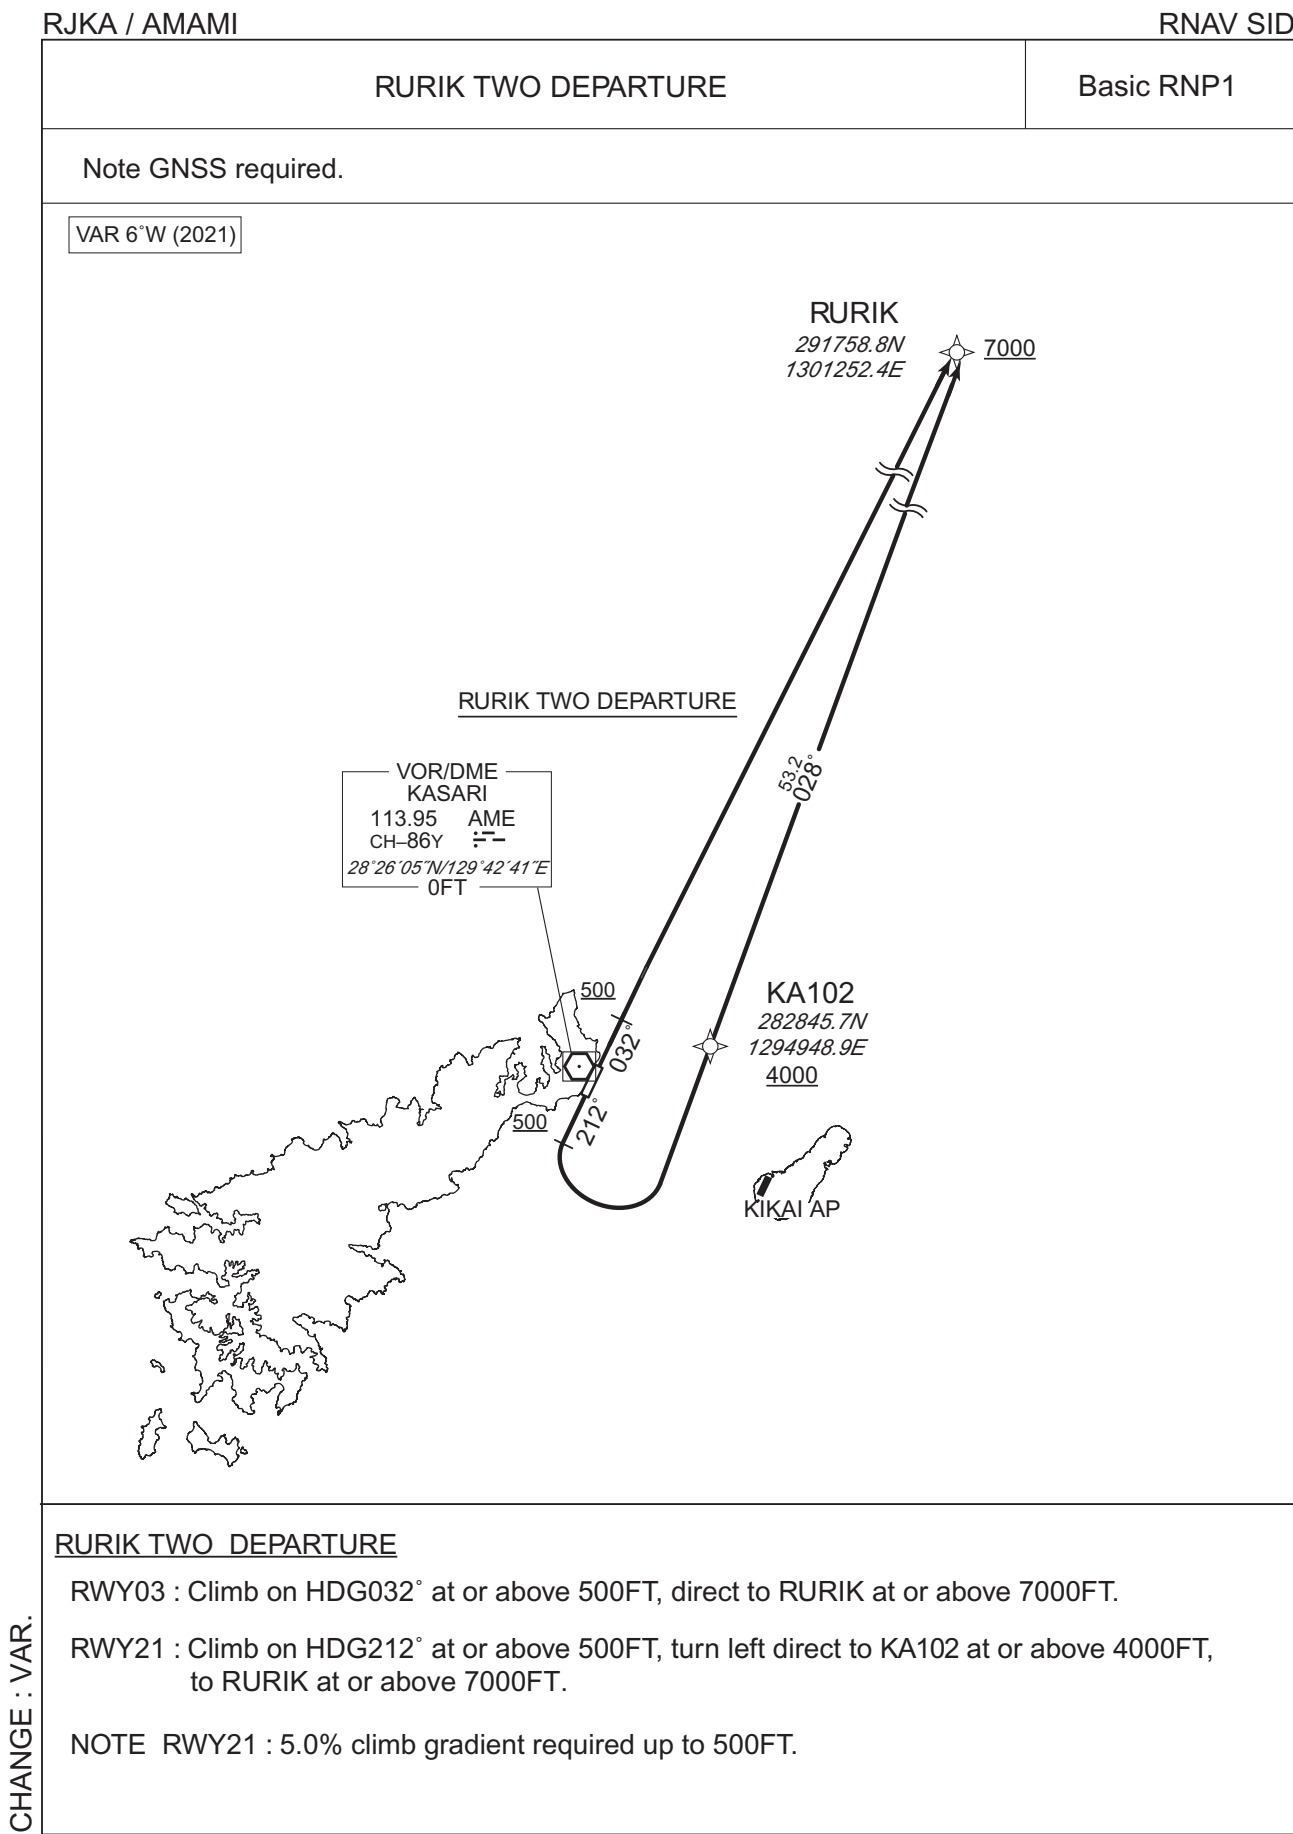 RJKA / AMAMI
RNAV SID
RURIK TWO DEPARTURE
Basic RNP1
Note GNSS required.
VAR 6°W (2021)
RURIK
291758.8N
1301252.4E
7000
RURIK TWO DEPARTURE
53.2
028°
VOR/DME
KASARI
113.95 AME
CH–86Y
28°26´05˝N/129°42´41˝E
0FT
500
032°
KA102
282845.7N
1294948.9E
4000
500
212°
KIKAI AP
RURIK TWO DEPARTURE
RWY03 : Climb on HDG032° at or above 500FT, direct to RURIK at or above 7000FT.
RWY21 : Climb on HDG212° at or above 500FT, turn left direct to KA102 at or above 4000FT,
to RURIK at or above 7000FT.
NOTE RWY21 : 5.0% climb gradient required up to 500FT.
CHANGE : VAR.